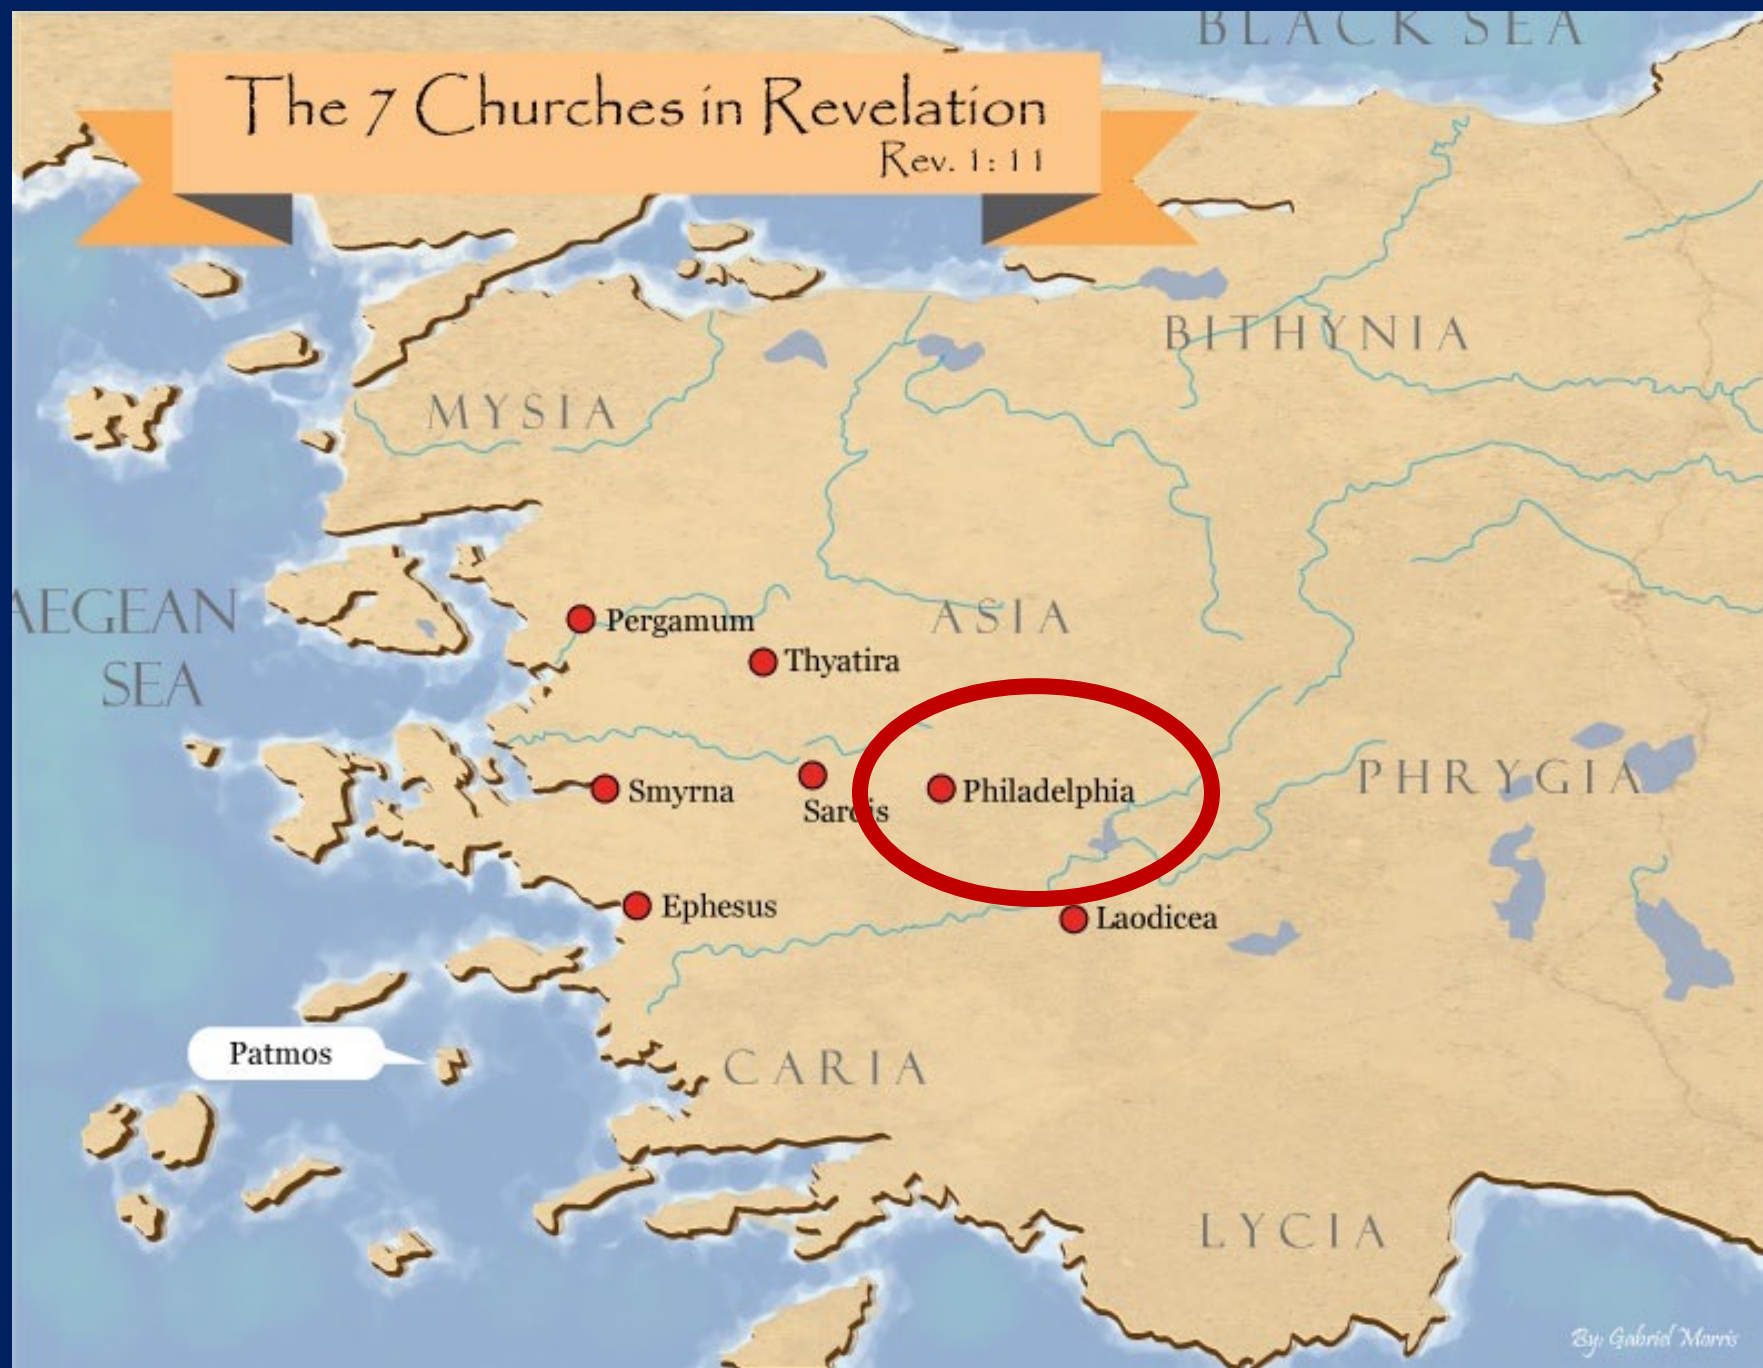 BLACK SEA
The 7 Churches in Revelation
Rev. 1:11
BITHYNIA
MYSIA
AEGEAN
SEA
ASIA
Pergamum
Thyatira
PHRYGIA
Smyrna
Sardis
Philadelphia
Ephesus
Laodicea
Patmos
CARIA
LYCIA
By: Gabriel Morris